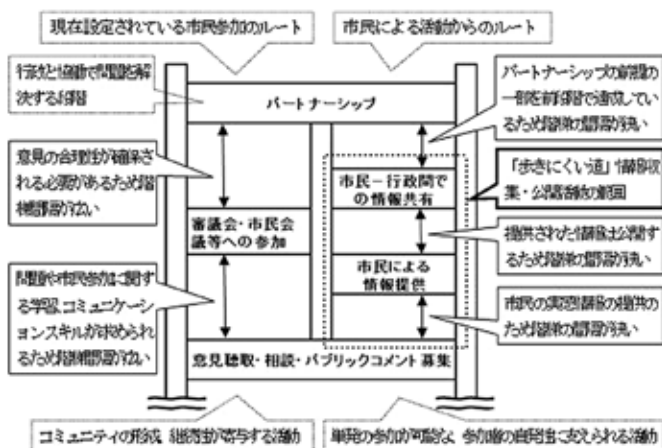 現在設定されている市民参加のルート
市民による活動からのルート
行政と協働で問題を解
決する段階
パートナーシップ
パートナーシップの前提の
一部を前段階で達成してい
るため階梯の間隔が狭い
意見の合理性が確保さ
れる必要があるため階
梯間隔が広い
市民－行政間で
の情報共有
「歩きにくい道」情報収
集・公開活動の範囲
審議会・市民会
議等への参加
提供された情報は公開す
るため階梯の間隔が狭い
問題や市民参加に関す
る学習、コミュニケーシ
ョンスキルが求められ
るため階梯間隔が広い
市民による
情報提供
市民の実態情報の提供の
ため階梯の間隔が狭い
意見聴取・相談・パブリックコメント募集
コミュニティの形成、継続性が寄与する活動
単発の参加が可能な、参加者の自発性に支えられる活動